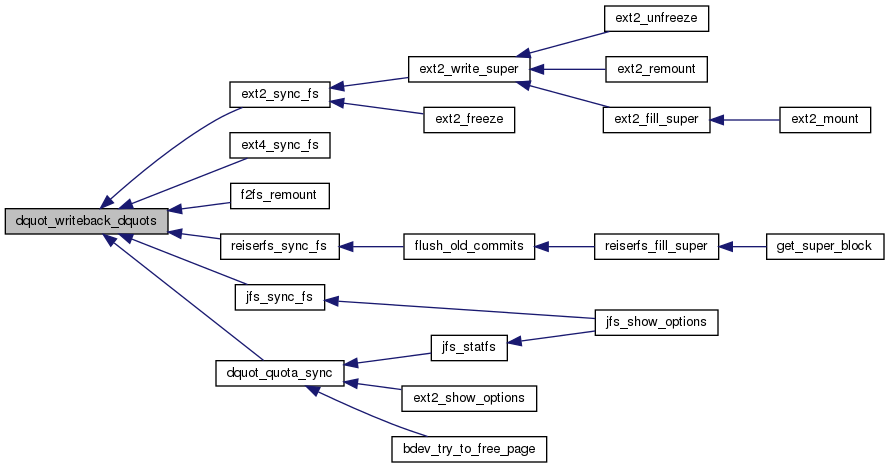 ext2_unfreeze
ext2_write_super
ext2_remount
ext2_sync_fs
ext2_freeze
ext2_fill_super
ext2_mount
ext4_sync_fs
f2fs_remount
dquot_writeback_dquots
reiserfs_sync_fs
flush_old_commits
reiserfs_fill_super
get_super_block
jfs_sync_fs
jfs_show_options
jfs_statfs
dquot_quota_sync
ext2_show_options
bdev_try_to_free_page